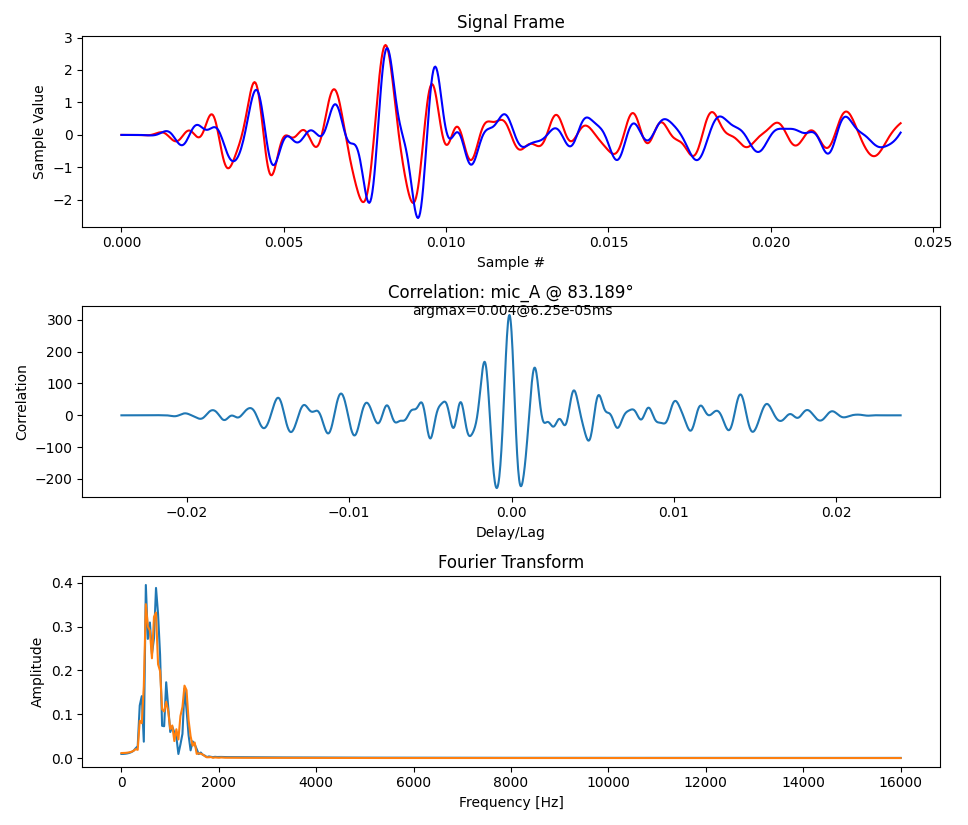 Signal Frame
3
2
1
0
−1
−2
Sample Value
0.000 0.005 0.010 0.015 0.020 0.025
Sample #
Correlation: mic_A @ 83.189°
argmax=0.004@6.25e-05ms
300
200
100
0
−100
−200
Correlation
−0.02 −0.01 0.00 0.01 0.02
Delay/Lag
Fourier Transform
0.4
0.3
0.2
0.1
0.0
Amplitude
0 2000 4000 6000 8000 10000 12000 14000 16000
Frequency [Hz]